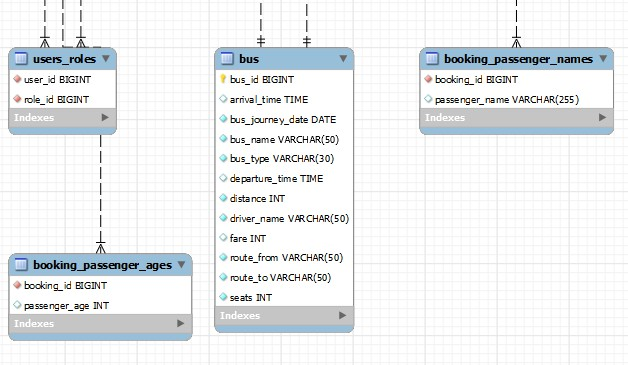 users_roles
user_id BIGINT
role_id BIGINT
Indexes
booking_passenger_ages
booking_id BIGINT
passenger_age INT
Indexes
bus
bus_id BIGINT
arrival_time TIME
bus_journey_date DATE
bus_name VARCHAR(50)
bus_type VARCHAR(30)
departure_time TIME
distance INT
driver_name VARCHAR(50)
fare INT
route_from VARCHAR(50)
route_to VARCHAR(50)
seats INT
Indexes
booking_passenger_names
booking_id BIGINT
passenger_name VARCHAR(255)
Indexes